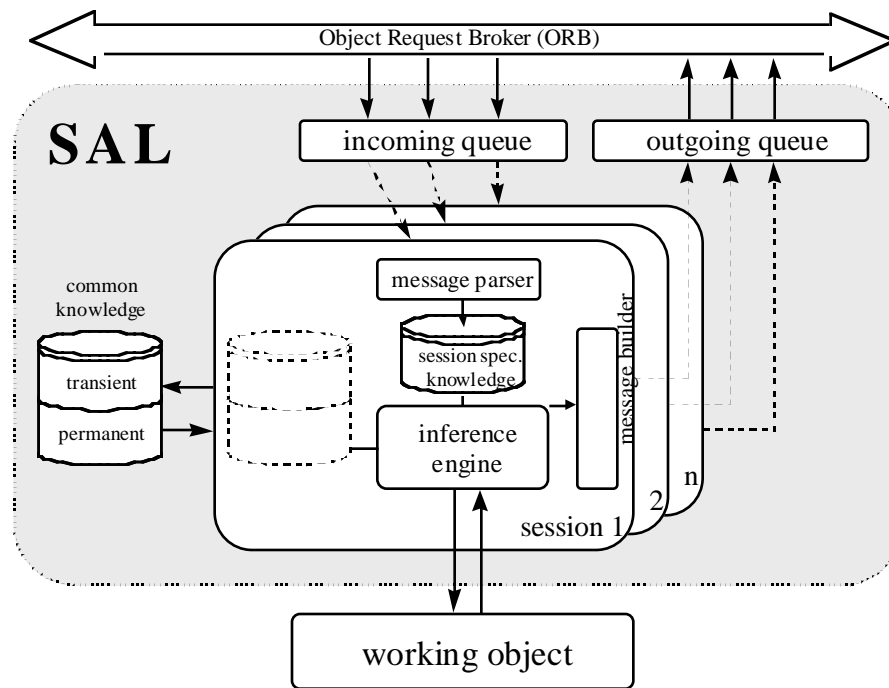 Object Request Broker (ORB)
SAL
incoming queue
outgoing queue
common
knowledge
transient
permanent
message parser
session spec.
knowledge
inference
engine
message builder
session 1
2
n
working object